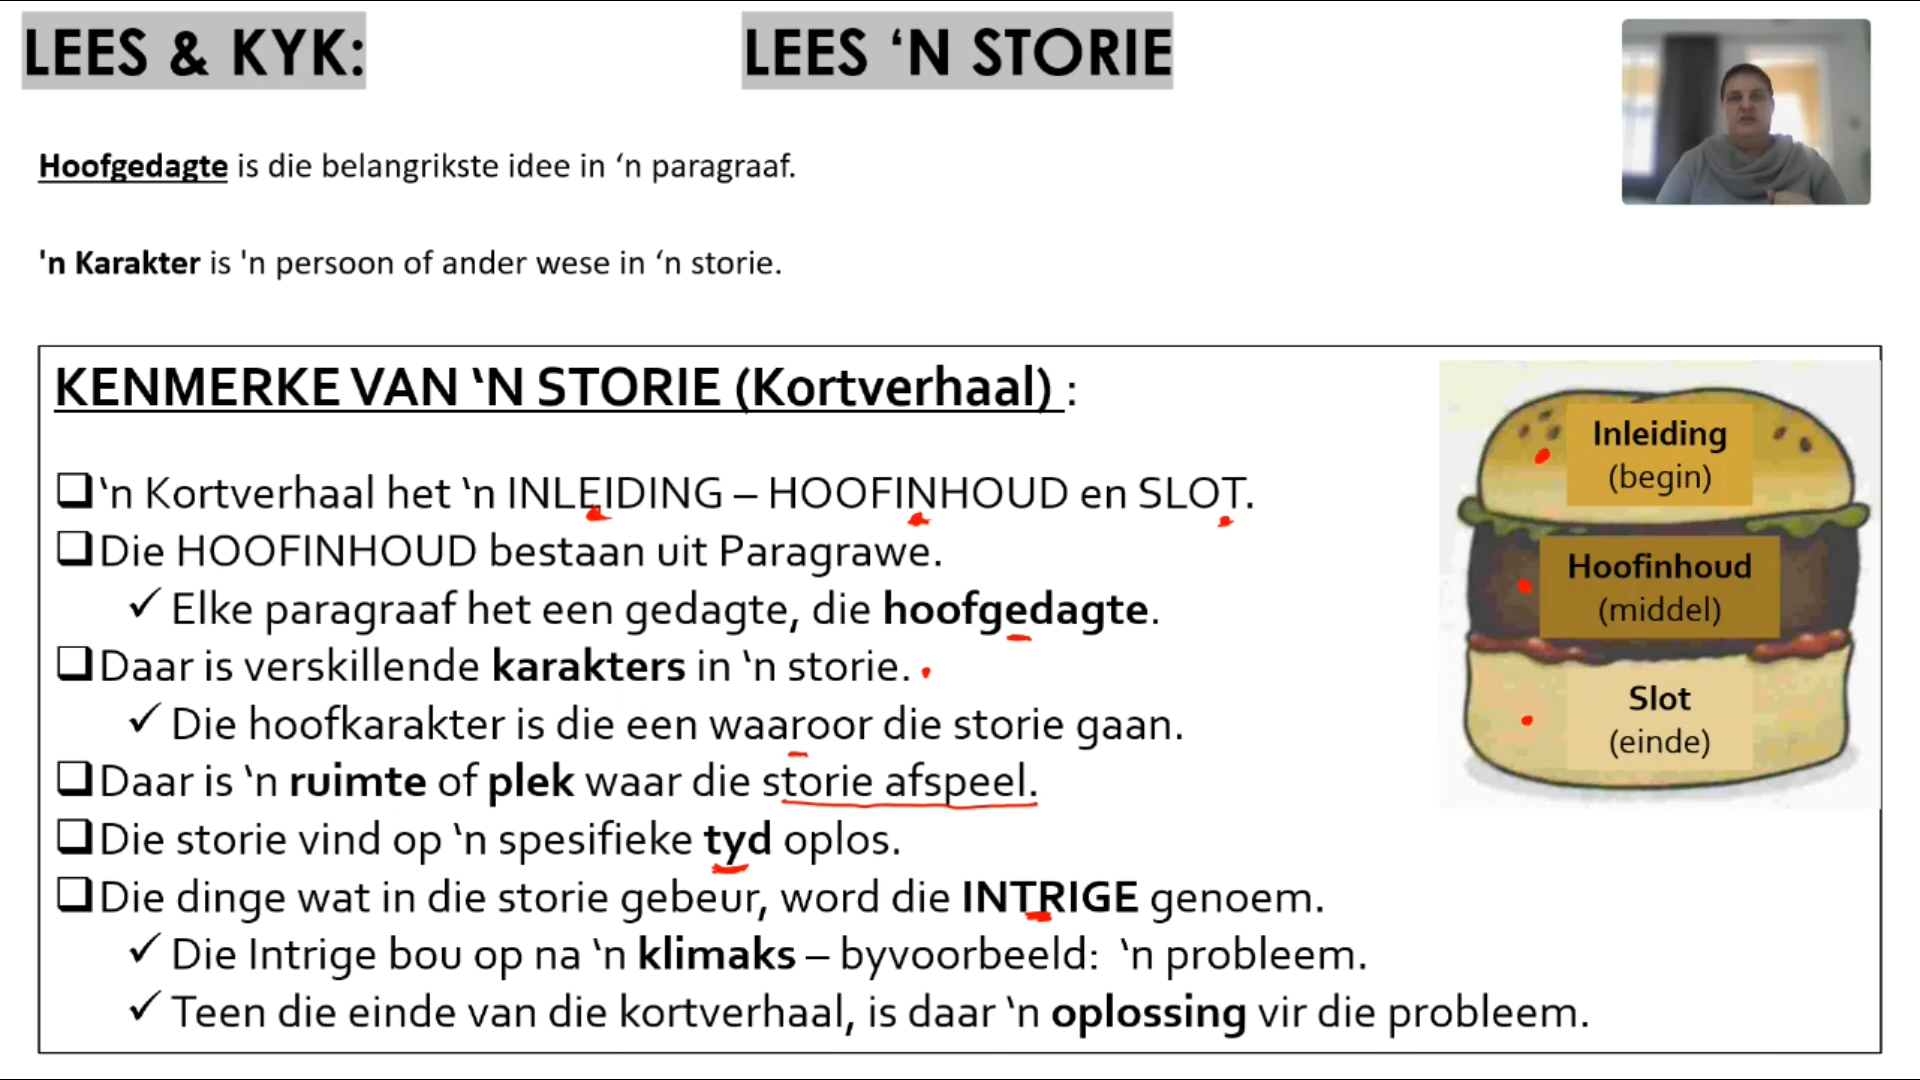 LEES & KYK:
LEES ‘N STORIE
Hoofgedagte is die belangrikste idee in ‘n paragraaf.
'n Karakter is 'n persoon of ander wese in ‘n storie.
KENMERKE VAN ‘N STORIE (Kortverhaal) :
❑‘n Kortverhaal het ‘n INLEIDING – HOOFINHOUD en SLOT.
❑Die HOOFINHOUD bestaan uit Paragrawe.
✓ Elke paragraaf het een gedagte, die hoofgedagte.
❑Daar is verskillende karakters in ‘n storie.
✓ Die hoofkarakter is die een waaroor die storie gaan.
❑Daar is ‘n ruimte of plek waar die storie afspeel.
❑Die storie vind op ‘n spesifieke tyd oplos.
❑Die dinge wat in die storie gebeur, word die INTRIGE genoem.
✓ Die Intrige bou op na ‘n klimaks – byvoorbeeld: ‘n probleem.
✓ Teen die einde van die kortverhaal, is daar ‘n oplossing vir die probleem.
Inleiding
(begin)
Hoofinhoud
(middel)
Slot
(einde)